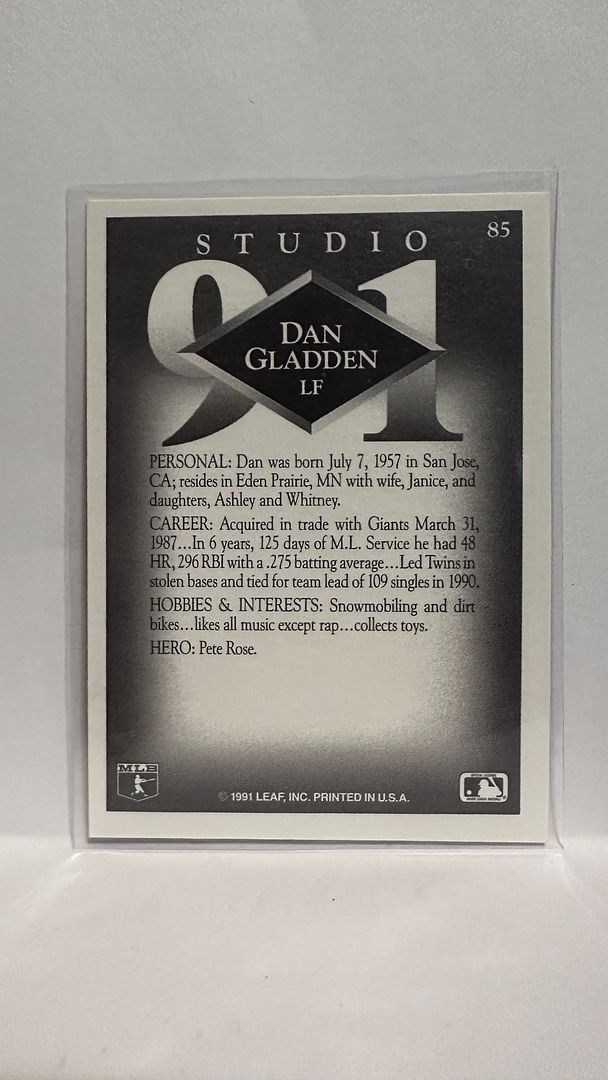 85
STUDIO
91
DAN
GLADDEN
LF
PERSONAL: Dan was born July 7, 1957 in San Jose,
CA; resides in Eden Prairie, MN with wife, Janice, and
daughters, Ashley and Whitney.
CAREER: Acquired in trade with Giants March 31,
1987...In 6 years, 125 days of M.L. Service he had 48
HR, 296 RBI with a .275 batting average...Led Twins in
stolen bases and tied for team lead of 109 singles in 1990.
HOBBIES & INTERESTS: Snowmobiling and dirt
bikes...likes all music except rap...collects toys.
HERO: Pete Rose.
MLB
© 1991 LEAF, INC. PRINTED IN U.S.A.